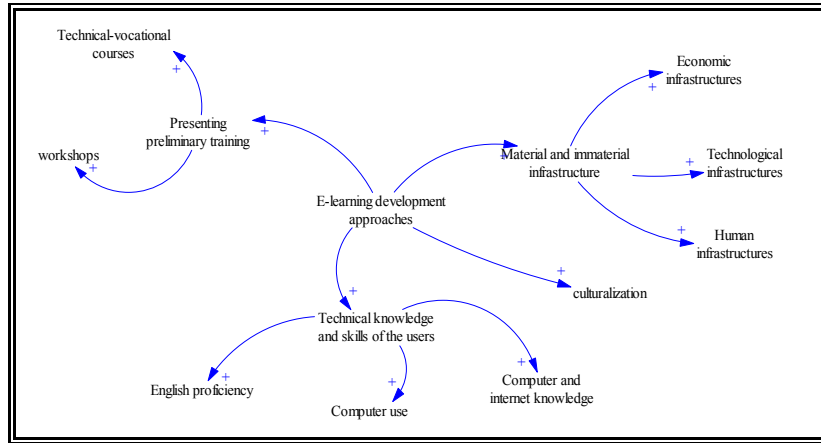 Technical-vocational
courses
+
Economic
infrastructures
+
Presenting
preliminary training
+
workshops
+
Material and immaterial
infrastructure
+
Technological
infrastructures
+
E-learning development
approaches
Human
infrastructures
+
culturalization
+
Technical knowledge
and skills of the users
+
English proficiency
+
Computer use
+
Computer and
internet knowledge
+